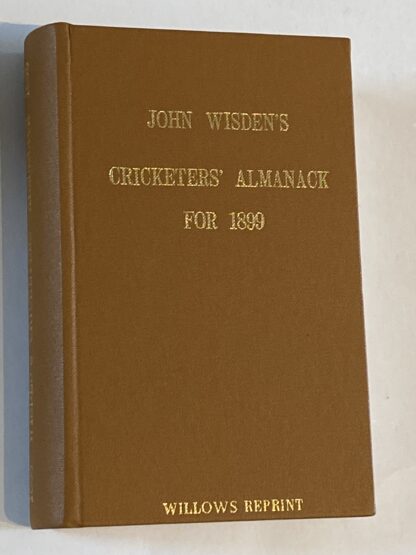 JOHN WISDEN'S
CRICKETERS' ALMANACK
FOR 1899
WILLOWS REPRINT